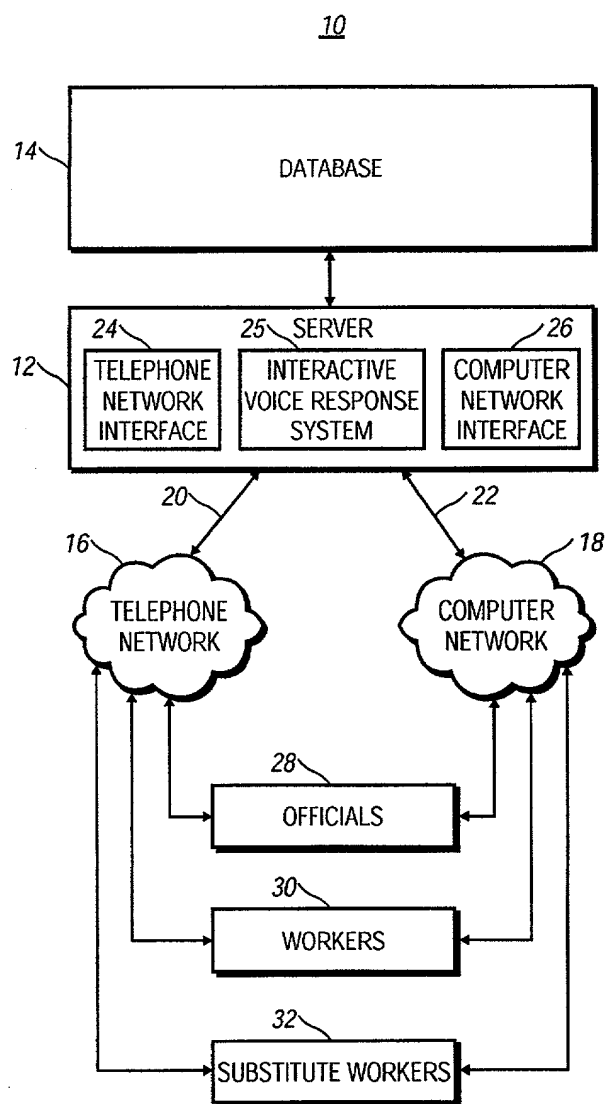 10
14
DATABASE
24
25
SERVER
26
12
TELEPHONE
NETWORK
INTERFACE
INTERACTIVE
VOICE RESPONSE
SYSTEM
COMPUTER
NETWORK
INTERFACE
20
22
16
18
TELEPHONE
NETWORK
COMPUTER
NETWORK
28
OFFICIALS
30
WORKERS
32
SUBSTITUTE WORKERS